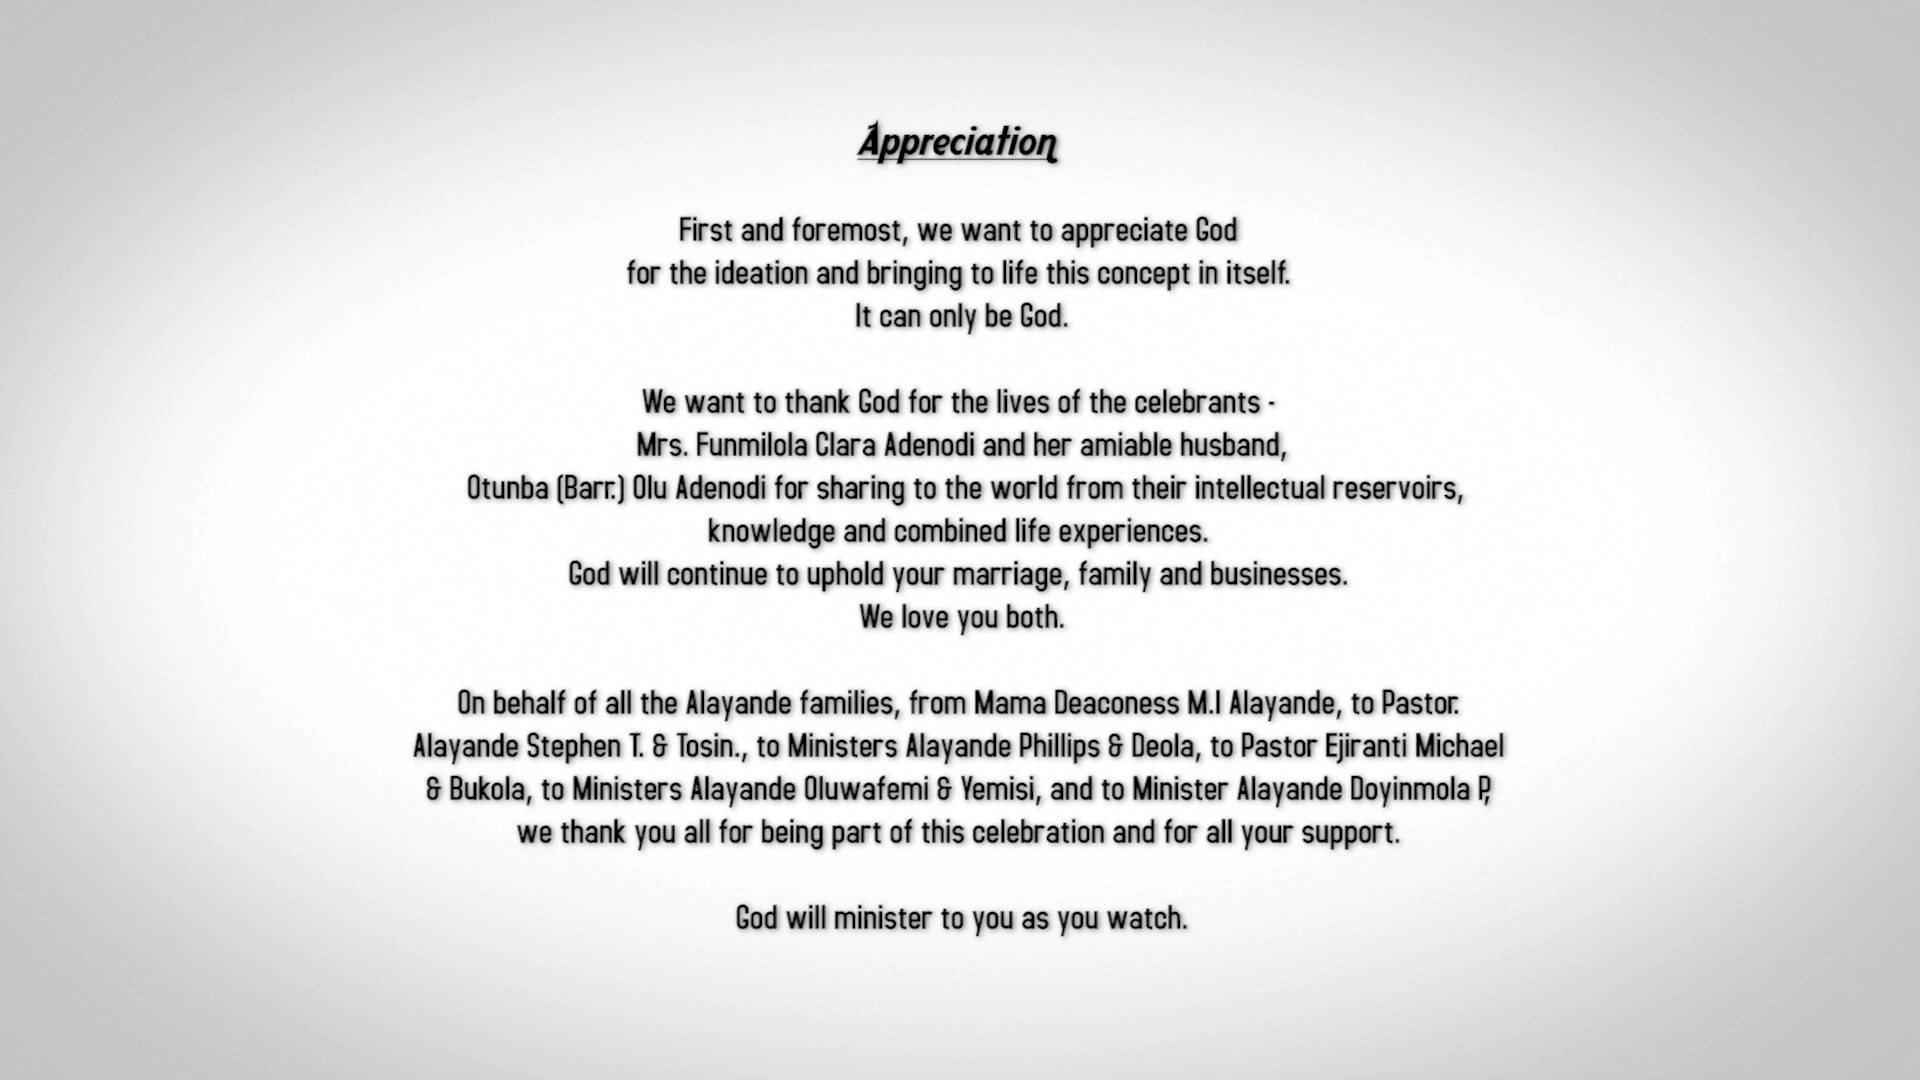 Appreciation
First and foremost, we want to appreciate God
for the ideation and bringing to life this concept in itself.
It can only be God.
We want to thank God for the lives of the celebrants -
Mrs. Funmilola Clara Adenodi and her amiable husband,
Otunba (Barr.) Olu Adenodi for sharing to the world from their intellectual reservoirs,
knowledge and combined life experiences.
God will continue to uphold your marriage, family and businesses.
We love you both.
On behalf of all the Alayande families, from Mama Deaconess M.I Alayande, to Pastor.
Alayande Stephen T. & Tosin., to Ministers Alayande Phillips & Deola, to Pastor Ejiranti Michael
& Bukola, to Ministers Alayande Oluwafemi & Yemisi, and to Minister Alayande Doyinmola P.,
we thank you all for being part of this celebration and for all your support.
God will minister to you as you watch.